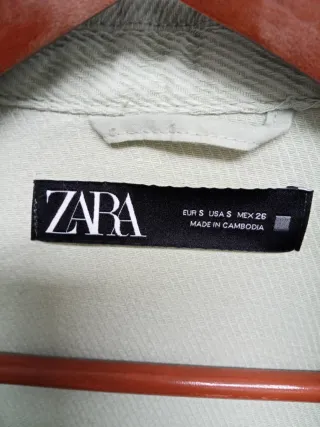 ZARA
EUR S USA S MEX 26
MADE IN CAMBODIA